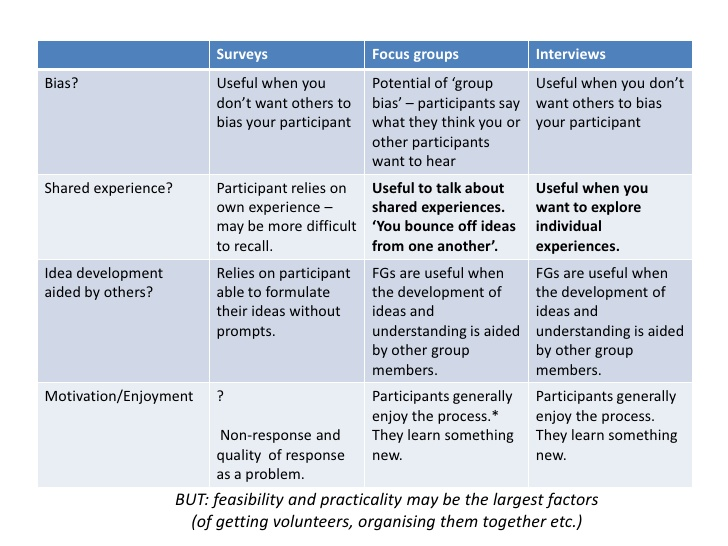 Surveys
Focus groups
Interviews
Bias?
Useful when you
don't want others to
bias your participant
Potential of 'group
bias' – participants say
what they think you or
other participants
want to hear
Useful when you don't
want others to bias
your participant
Shared experience?
Participant relies on
own experience –
may be more difficult
to recall.
Useful to talk about
shared experiences.
'You bounce off ideas
from one another'.
Useful when you
want to explore
individual
experiences.
Idea development
aided by others?
Relies on participant
able to formulate
their ideas without
prompts.
FGs are useful when
the development of
ideas and
understanding is aided
by other group
members.
FGs are useful when
the development of
ideas and
understanding is aided
by other group
members.
Motivation/Enjoyment
?
Non-response and
quality of response
as a problem.
Participants generally
enjoy the process.*
They learn something
new.
Participants generally
enjoy the process.
They learn something
new.
BUT: feasibility and practicality may be the largest factors
(of getting volunteers, organising them together etc.)